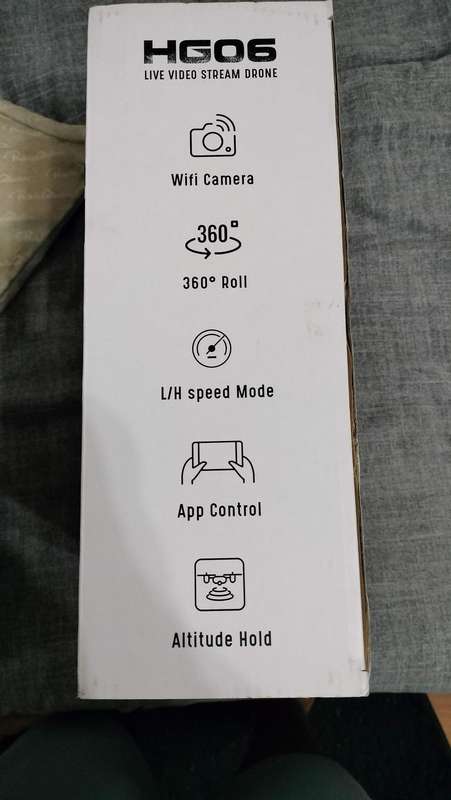 HG06
LIVE VIDEO STREAM DRONE
Wifi Camera
360°
360° Roll
L/H speed Mode
App Control
Altitude Hold